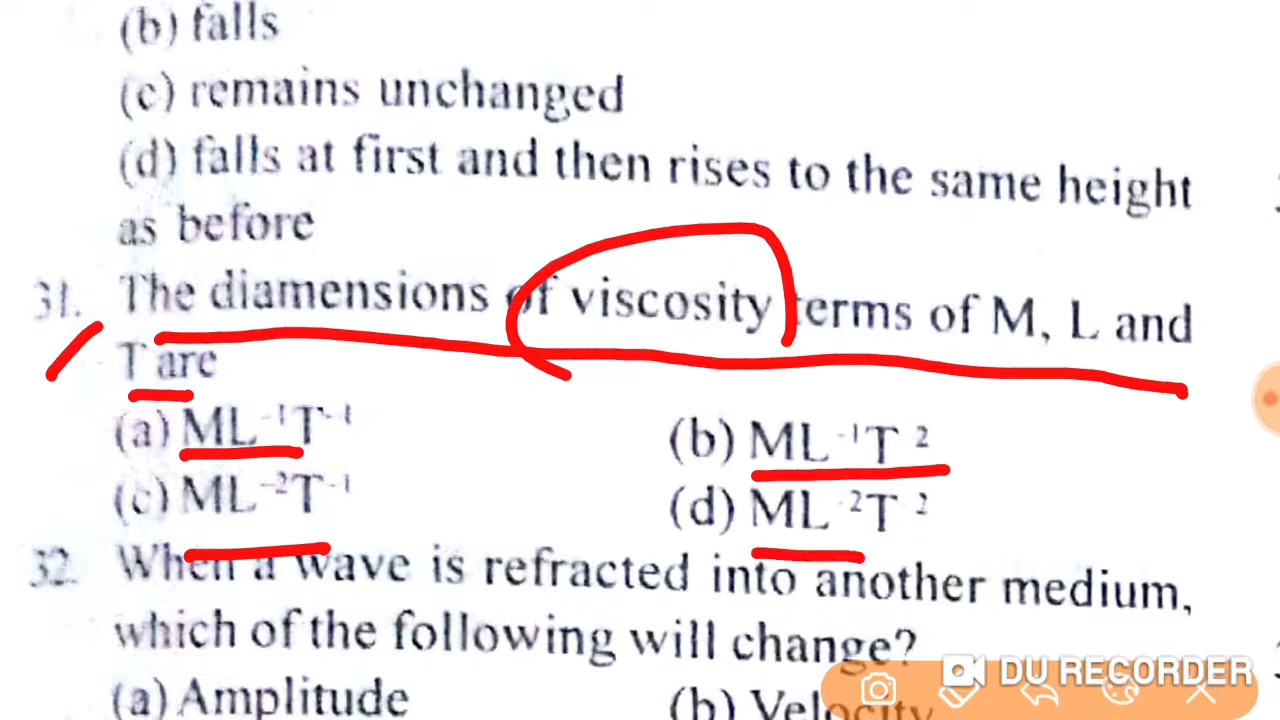 (b) falls
(c) remains unchanged
(d) falls at first and then rises to the same height
as before
31. The diamensions of viscosity terms of M, L and
T are
(a) ML⁻¹T⁻¹ (b) ML⁻¹T ²
(c) ML⁻²T⁻¹ (d) ML ²T ²
32. When a wave is refracted into another medium,
which of the following will change?
(a) Amplitude (b) Velocity
DU RECORDER